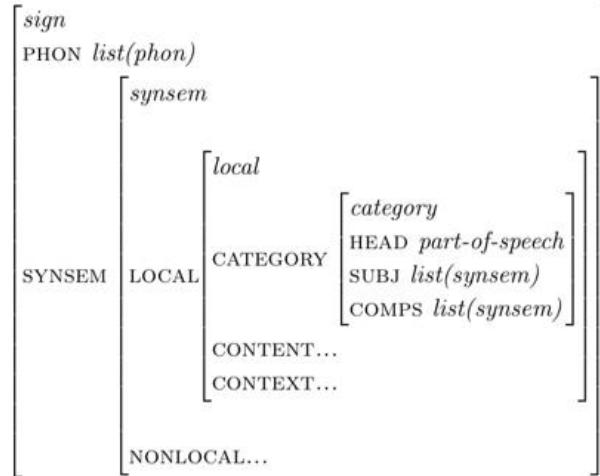 sign
PHON list(phon)
synsem
local
category
HEAD part-of-speech
CATEGORY
SUBJ list(synsem)
SYNSEM
LOCAL
COMPS list(synsem)
CONTENT...
CONTEXT...
NONLOCAL...